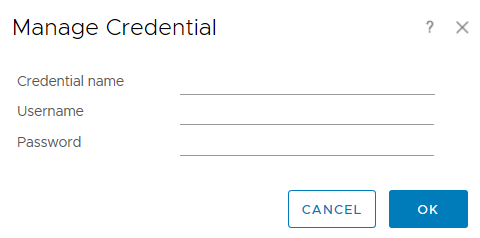 Manage Credential ? ×
Credential name
Username
Password
CANCEL OK